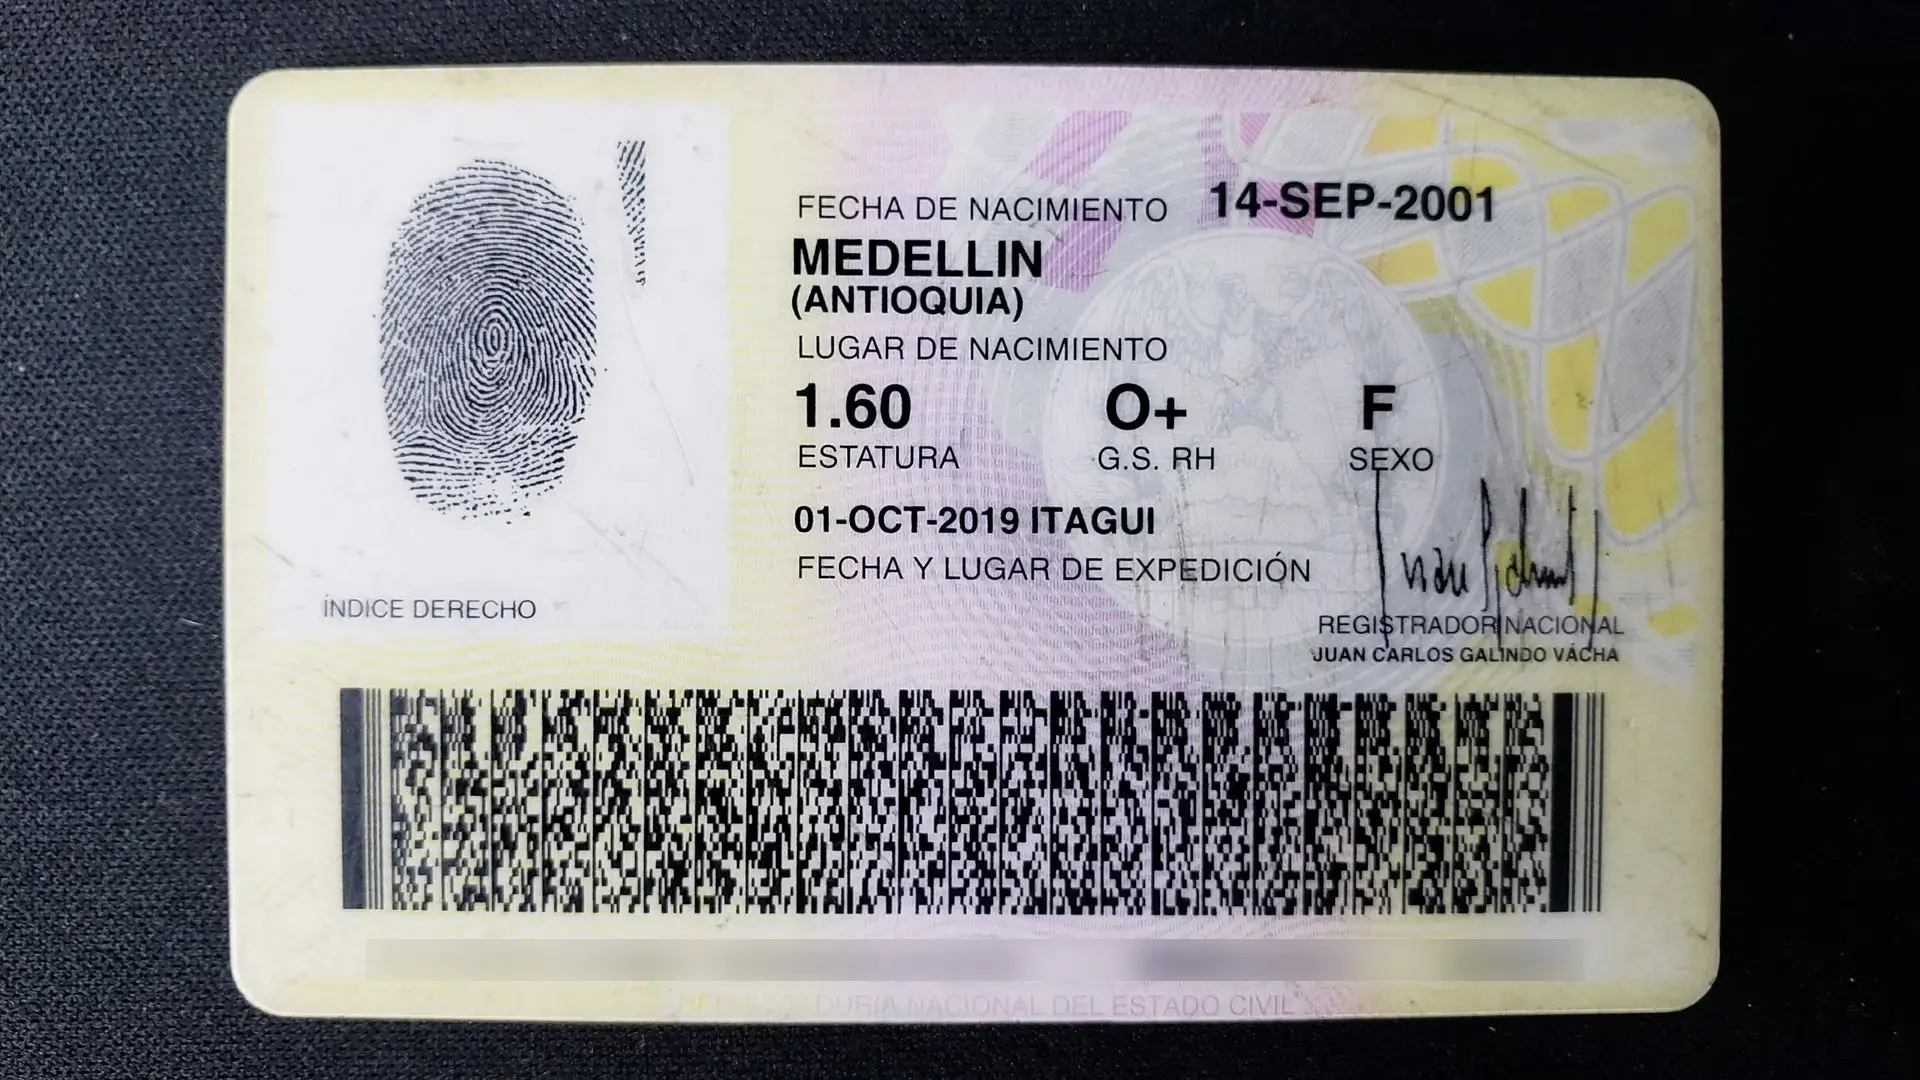 FECHA DE NACIMIENTO 14-SEP-2001
MEDELLIN
(ANTIOQUIA)
LUGAR DE NACIMIENTO
1.60 O+ F
ESTATURA G.S. RH SEXO
01-OCT-2019 ITAGUI
FECHA Y LUGAR DE EXPEDICIÓN
ÍNDICE DERECHO
REGISTRADOR NACIONAL
JUAN CARLOS GALINDO VÁCHA
NACIONAL DEL ESTADO CIVIL